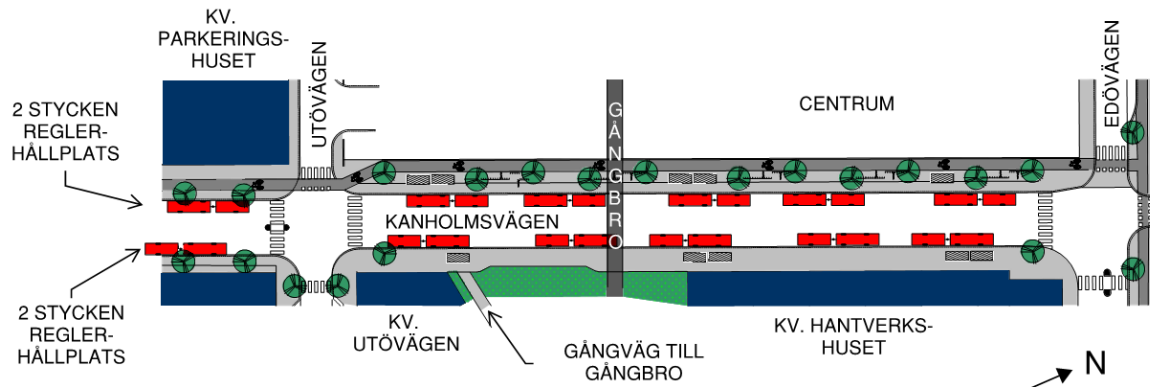 KV.
PARKERINGS-
HUSET
UTÖVÄGEN
2 STYCKEN
REGLER-
HÅLLPLATS
GÅNGBRO
CENTRUM
EDÖVÄGEN
KANHOLMSVÄGEN
2 STYCKEN
REGLER-
HÅLLPLATS
KV.
UTÖVÄGEN
GÅNGVÄG TILL
GÅNGBRO
KV. HANTVERKS-
HUSET
N